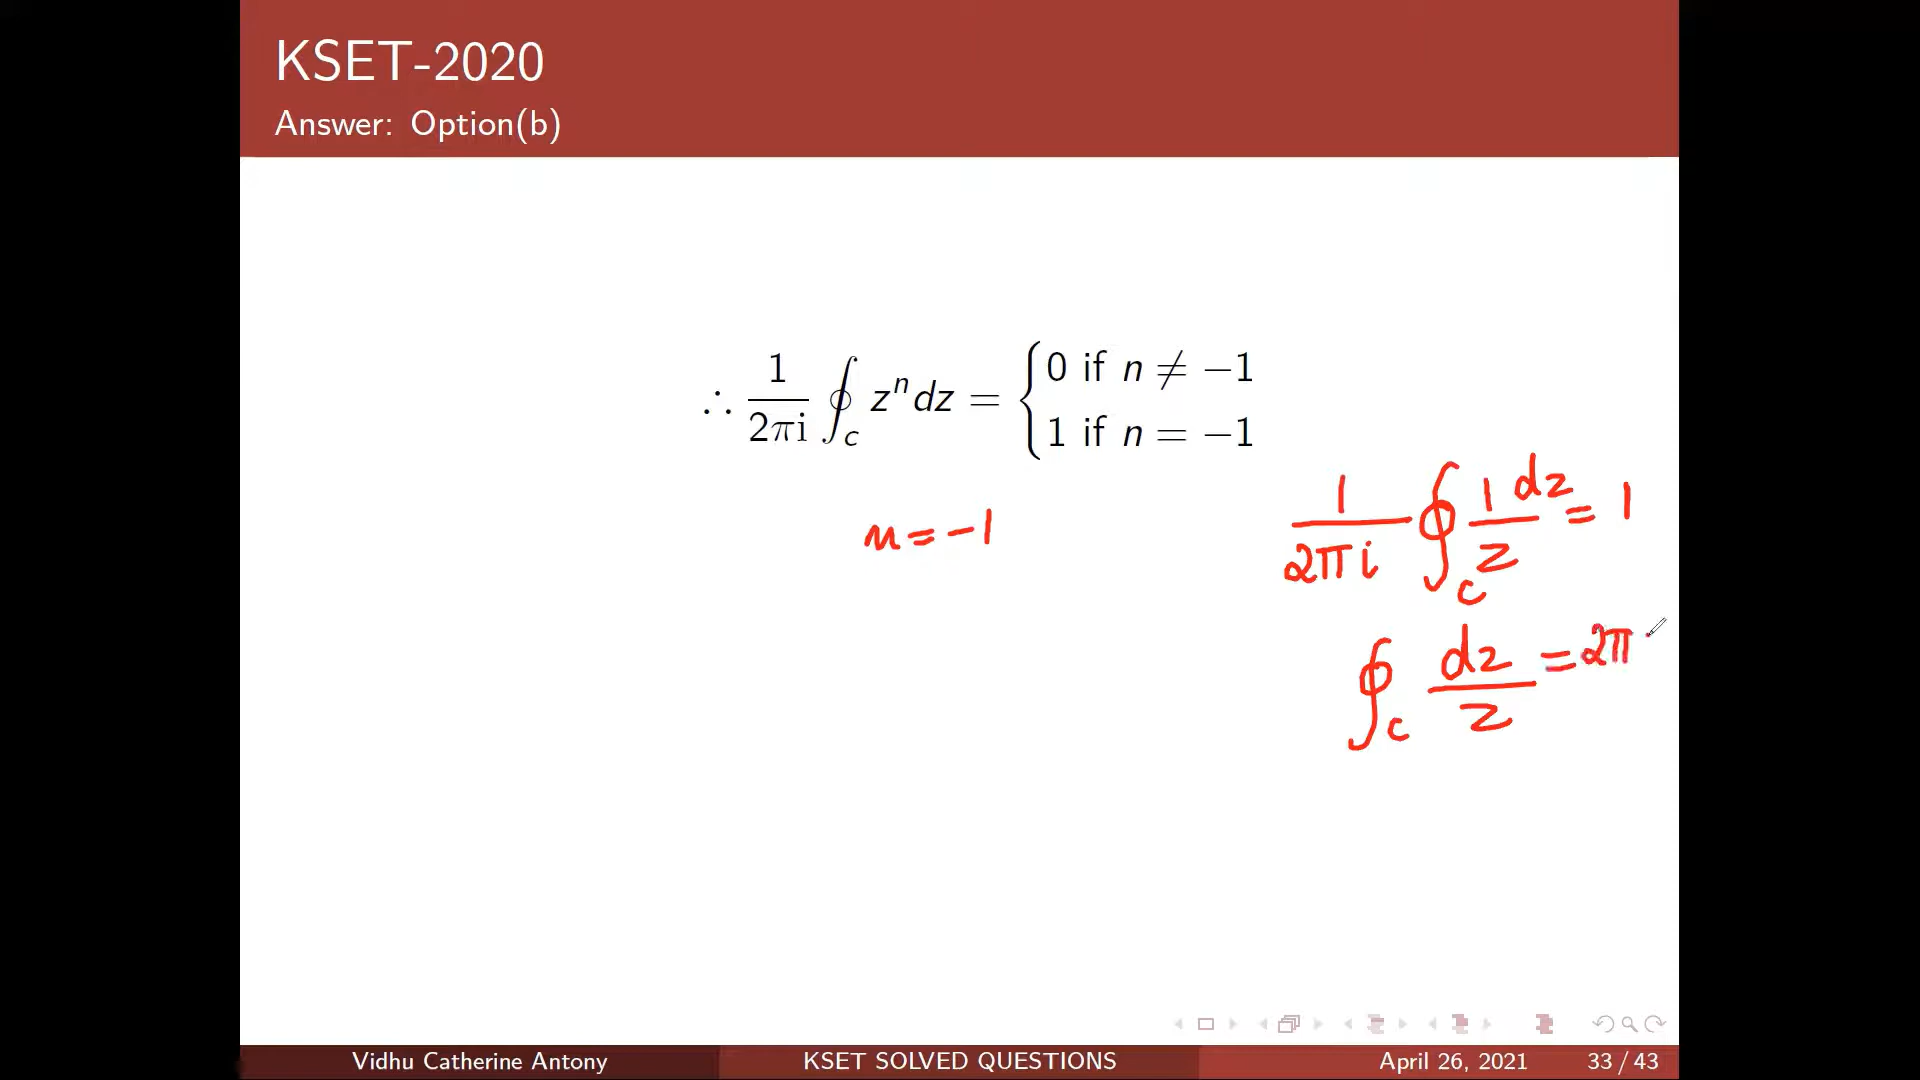 KSET-2020
Answer: Option(b)
∴ 1/2πi ∮_c zⁿdz = { 0 if n ≠ −1
1 if n = −1
n = −1
1/2πi ∮_c 1/z dz = 1
∮_c dz/z = 2π
Vidhu Catherine Antony KSET SOLVED QUESTIONS April 26, 2021 33 / 43